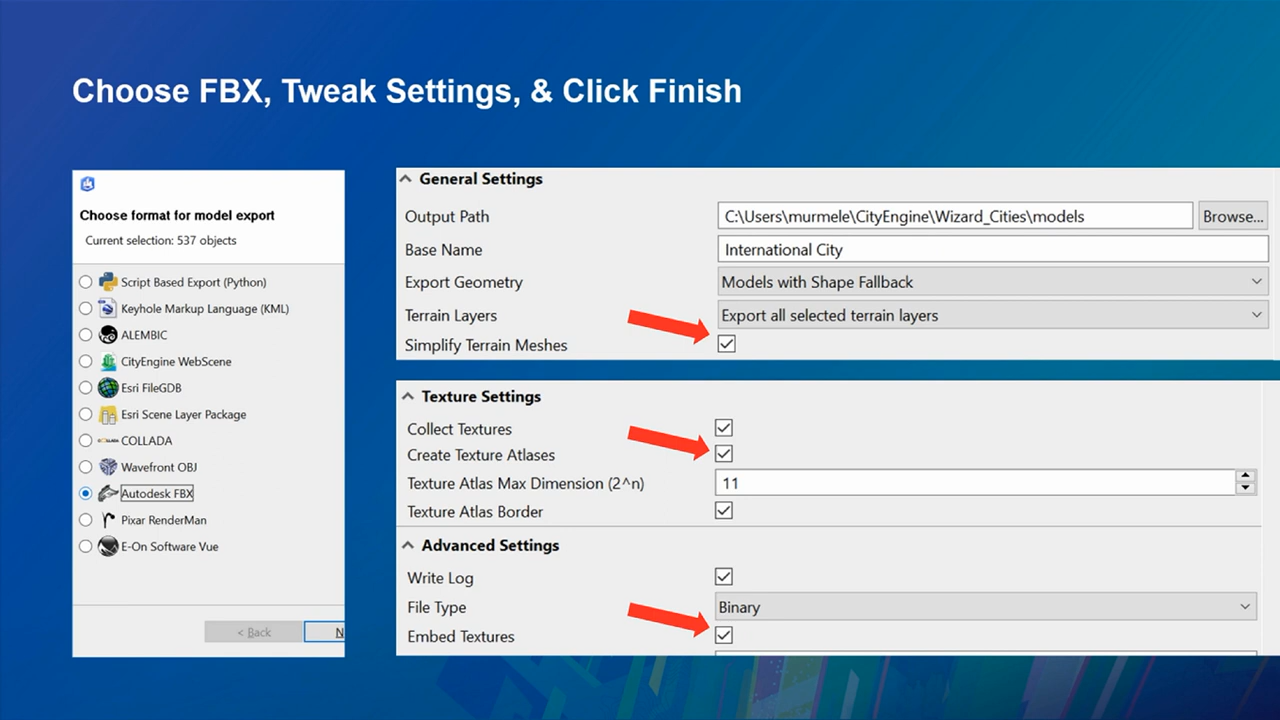 Choose FBX, Tweak Settings, & Click Finish
Choose format for model export
Current selection: 537 objects
Script Based Export (Python)
Keyhole Markup Language (KML)
ALEMBIC
CityEngine WebScene
Esri FileGDB
Esri Scene Layer Package
COLLADA
Wavefront OBJ
Autodesk FBX
Pixar RenderMan
E-On Software Vue
< Back
N
General Settings
Output Path C:\Users\murmele\CityEngine\Wizard_Cities\models Browse...
Base Name International City
Export Geometry Models with Shape Fallback
Terrain Layers Export all selected terrain layers
Simplify Terrain Meshes
Texture Settings
Collect Textures
Create Texture Atlases
Texture Atlas Max Dimension (2^n) 11
Texture Atlas Border
Advanced Settings
Write Log
File Type Binary
Embed Textures